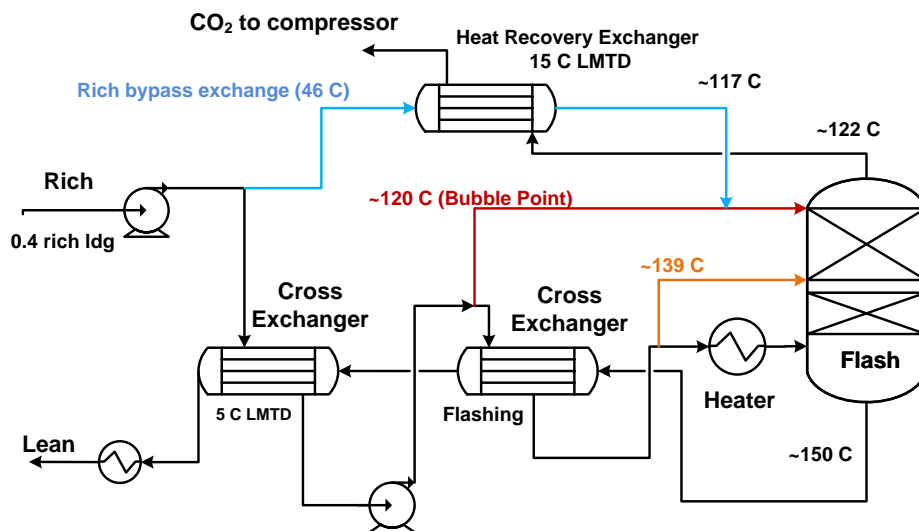 CO₂ to compressor
Heat Recovery Exchanger
15 C LMTD
~117 C
Rich bypass exchange (46 C)
~122 C
Rich
0.4 rich ldg
~120 C (Bubble Point)
~139 C
Cross
Exchanger
Cross
Exchanger
Flash
Heater
5 C LMTD
Flashing
Lean
~150 C